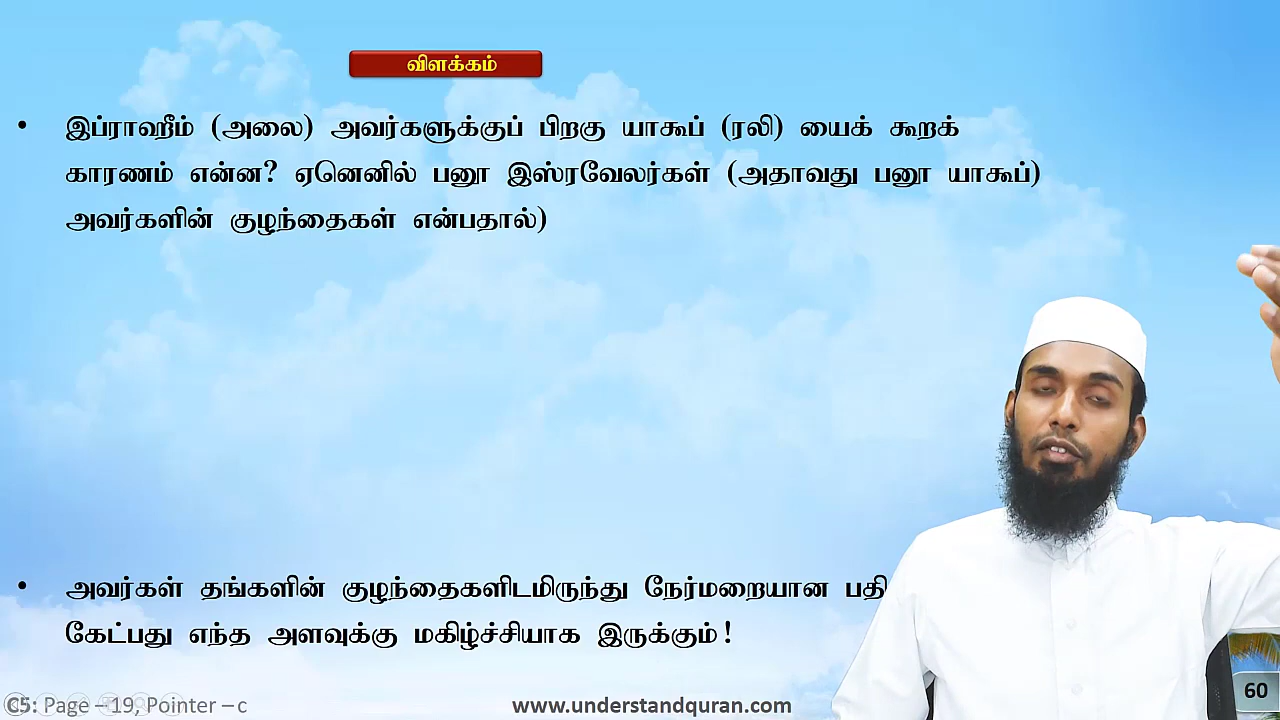 விளக்கம்
• இப்ராஹீம் (அலை) அவர்களுக்குப் பிறகு யாகூப் (ரலி) யைக் கூறக்
காரணம் என்ன? ஏனெனில் பனூ இஸ்ரவேலர்கள் (அதாவது பனூ யாகூப்)
அவர்களின் குழந்தைகள் என்பதால்)
• அவர்கள் தங்களின் குழந்தைகளிடமிருந்து நேர்மறையான பதி
கேட்பது எந்த அளவுக்கு மகிழ்ச்சியாக இருக்கும்!
C5: Page – 19, Pointer – c
www.understandquran.com
60